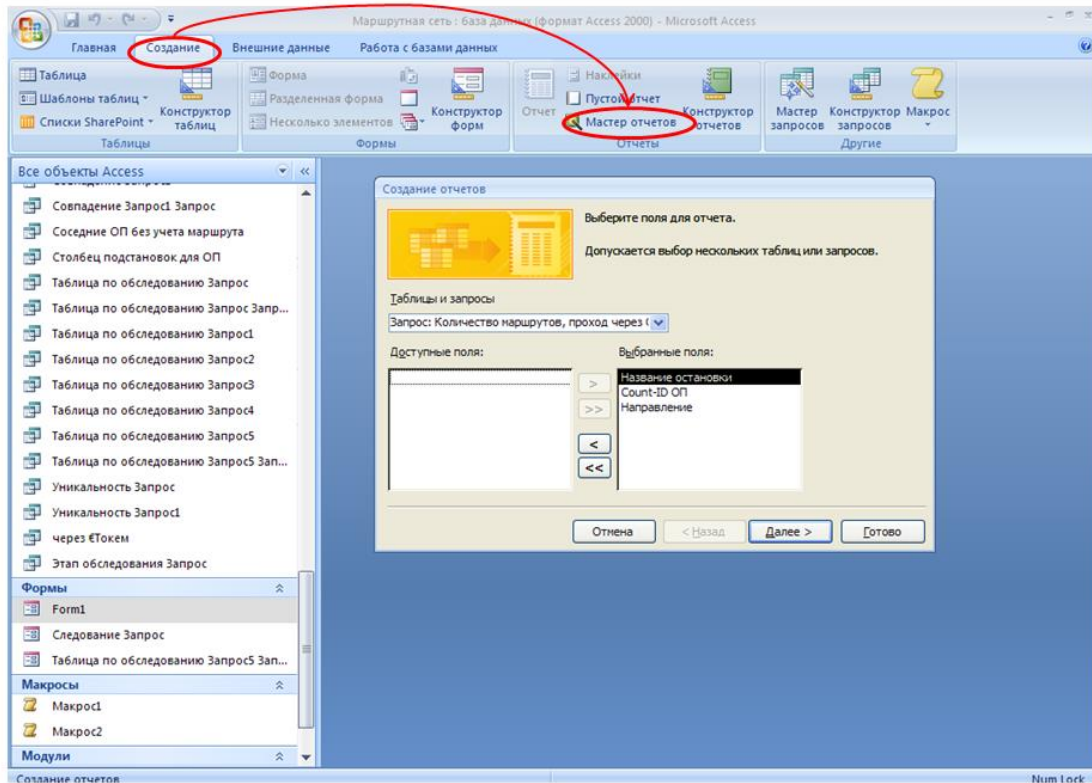 Маршрутная сеть : база данных (формат Access 2000) - Microsoft Access
Главная Создание Внешние данные Работа с базами данных
Таблица
Шаблоны таблиц
Списки SharePoint
Конструктор таблиц
Таблицы
Форма
Разделенная форма
Несколько элементов
Конструктор форм
Формы
Отчет
Наклейки
Пустой отчет
Мастер отчетов
Конструктор отчетов
Отчеты
Мастер запросов
Конструктор запросов
Макрос
Другие
Все объекты Access
Совпадение Запрос1 Запрос
Соседние ОП без учета маршрута
Столбец подстановок для ОП
Таблица по обследованию Запрос
Таблица по обследованию Запрос Запр...
Таблица по обследованию Запрос1
Таблица по обследованию Запрос2
Таблица по обследованию Запрос3
Таблица по обследованию Запрос4
Таблица по обследованию Запрос5
Таблица по обследованию Запрос5 Зап...
Уникальность Запрос
Уникальность Запрос1
через €Токем
Этап обследования Запрос
Формы
Form1
Следование Запрос
Таблица по обследованию Запрос5 Зап...
Макросы
Макрос1
Макрос2
Модули
Создание отчетов
Выберите поля для отчета.
Допускается выбор нескольких таблиц или запросов.
Таблицы и запросы
Запрос: Количество маршрутов, проход через
Доступные поля:
Выбранные поля:
>
>>
<
<<
Название остановки
Count-ID ОП
Направление
Отмена < Назад Далее > Готово
Создание отчетов
Num Lock